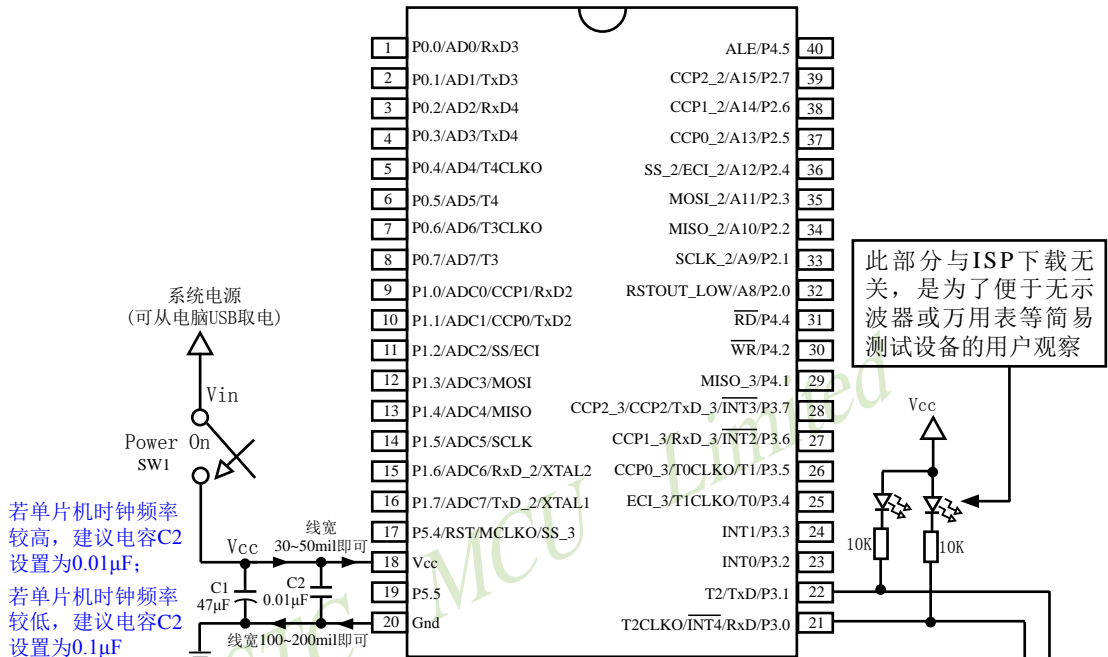 1 P0.0/AD0/RxD3
2 P0.1/AD1/TxD3
3 P0.2/AD2/RxD4
4 P0.3/AD3/TxD4
5 P0.4/AD4/T4CLKO
6 P0.5/AD5/T4
7 P0.6/AD6/T3CLKO
8 P0.7/AD7/T3
9 P1.0/ADC0/CCP1/RxD2
10 P1.1/ADC1/CCP0/TxD2
11 P1.2/ADC2/SS/ECI
12 P1.3/ADC3/MOSI
13 P1.4/ADC4/MISO
14 P1.5/ADC5/SCLK
15 P1.6/ADC6/RxD_2/XTAL2
16 P1.7/ADC7/TxD_2/XTAL1
17 P5.4/RST/MCLKO/SS_3
18 Vcc
19 P5.5
20 Gnd
ALE/P4.5 40
CCP2_2/A15/P2.7 39
CCP1_2/A14/P2.6 38
CCP0_2/A13/P2.5 37
SS_2/ECI_2/A12/P2.4 36
MOSI_2/A11/P2.3 35
MISO_2/A10/P2.2 34
SCLK_2/A9/P2.1 33
RSTOUT_LOW/A8/P2.0 32
RD/P4.4 31
WR/P4.2 30
MISO_3/P4.1 29
CCP2_3/CCP2/TxD_3/INT3/P3.7 28
CCP1_3/RxD_3/INT2/P3.6 27
CCP0_3/T0CLKO/T1/P3.5 26
ECI_3/T1CLKO/T0/P3.4 25
INT1/P3.3 24
INT0/P3.2 23
T2/TxD/P3.1 22
T2CLKO/INT4/RxD/P3.0 21
系统电源
(可从电脑USB取电)
Vin
Power On
SW1
若单片机时钟频率
较高，建议电容C2
设置为0.01μF;
若单片机时钟频率
较低，建议电容C2
设置为0.1μF
Vcc
线宽
30~50mil即可
C1
47μF
C2
0.01μF
线宽100~200mil即可
此部分与ISP下载无
关，是为了便于无示
波器或万用表等简易
测试设备的用户观察
Vcc
10K
10K
STC MCU Limited